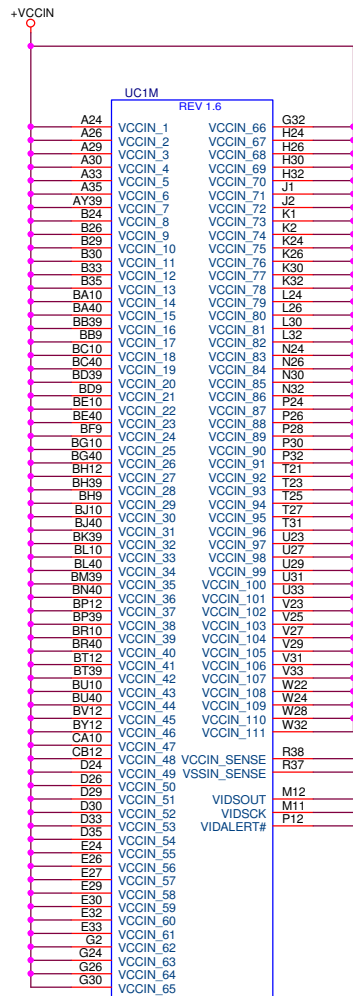 +VCCIN
UC1M
REV 1.6
A24 VCCIN_1 VCCIN_66 G32
A26 VCCIN_2 VCCIN_67 H24
A29 VCCIN_3 VCCIN_68 H26
A30 VCCIN_4 VCCIN_69 H30
A33 VCCIN_5 VCCIN_70 H32
A35 VCCIN_6 VCCIN_71 J1
AY39 VCCIN_7 VCCIN_72 J2
B24 VCCIN_8 VCCIN_73 K1
B26 VCCIN_9 VCCIN_74 K2
B29 VCCIN_10 VCCIN_75 K24
B30 VCCIN_11 VCCIN_76 K26
B33 VCCIN_12 VCCIN_77 K30
B35 VCCIN_13 VCCIN_78 K32
BA10 VCCIN_14 VCCIN_79 L24
BA40 VCCIN_15 VCCIN_80 L26
BB39 VCCIN_16 VCCIN_81 L30
BB9 VCCIN_17 VCCIN_82 L32
BC10 VCCIN_18 VCCIN_83 N24
BC40 VCCIN_19 VCCIN_84 N26
BD39 VCCIN_20 VCCIN_85 N30
BD9 VCCIN_21 VCCIN_86 N32
BE10 VCCIN_22 VCCIN_87 P24
BE40 VCCIN_23 VCCIN_88 P26
BF9 VCCIN_24 VCCIN_89 P28
BG10 VCCIN_25 VCCIN_90 P30
BG40 VCCIN_26 VCCIN_91 P32
BH12 VCCIN_27 VCCIN_92 T21
BH39 VCCIN_28 VCCIN_93 T23
BH9 VCCIN_29 VCCIN_94 T25
BJ10 VCCIN_30 VCCIN_95 T27
BJ40 VCCIN_31 VCCIN_96 T31
BK39 VCCIN_32 VCCIN_97 U23
BL10 VCCIN_33 VCCIN_98 U27
BL40 VCCIN_34 VCCIN_99 U29
BM39 VCCIN_35 VCCIN_100 U31
BN40 VCCIN_36 VCCIN_101 U33
BP12 VCCIN_37 VCCIN_102 V23
BP39 VCCIN_38 VCCIN_103 V25
BR10 VCCIN_39 VCCIN_104 V27
BR40 VCCIN_40 VCCIN_105 V29
BT12 VCCIN_41 VCCIN_106 V31
BT39 VCCIN_42 VCCIN_107 V33
BU10 VCCIN_43 VCCIN_108 W22
BU40 VCCIN_44 VCCIN_109 W24
BV12 VCCIN_45 VCCIN_110 W28
BY12 VCCIN_46 VCCIN_111 W32
CA10 VCCIN_47
CB12 VCCIN_48 VCCIN_SENSE R38
D24 VCCIN_49 VSSIN_SENSE R37
D26 VCCIN_50
D29 VCCIN_51 VIDSOUT M12
D30 VCCIN_52 VIDSCK M11
D33 VCCIN_53 VIDALERT# P12
D35 VCCIN_54
E24 VCCIN_55
E26 VCCIN_56
E27 VCCIN_57
E29 VCCIN_58
E30 VCCIN_59
E32 VCCIN_60
E33 VCCIN_61
G2 VCCIN_62
G24 VCCIN_63
G26 VCCIN_64
G30 VCCIN_65